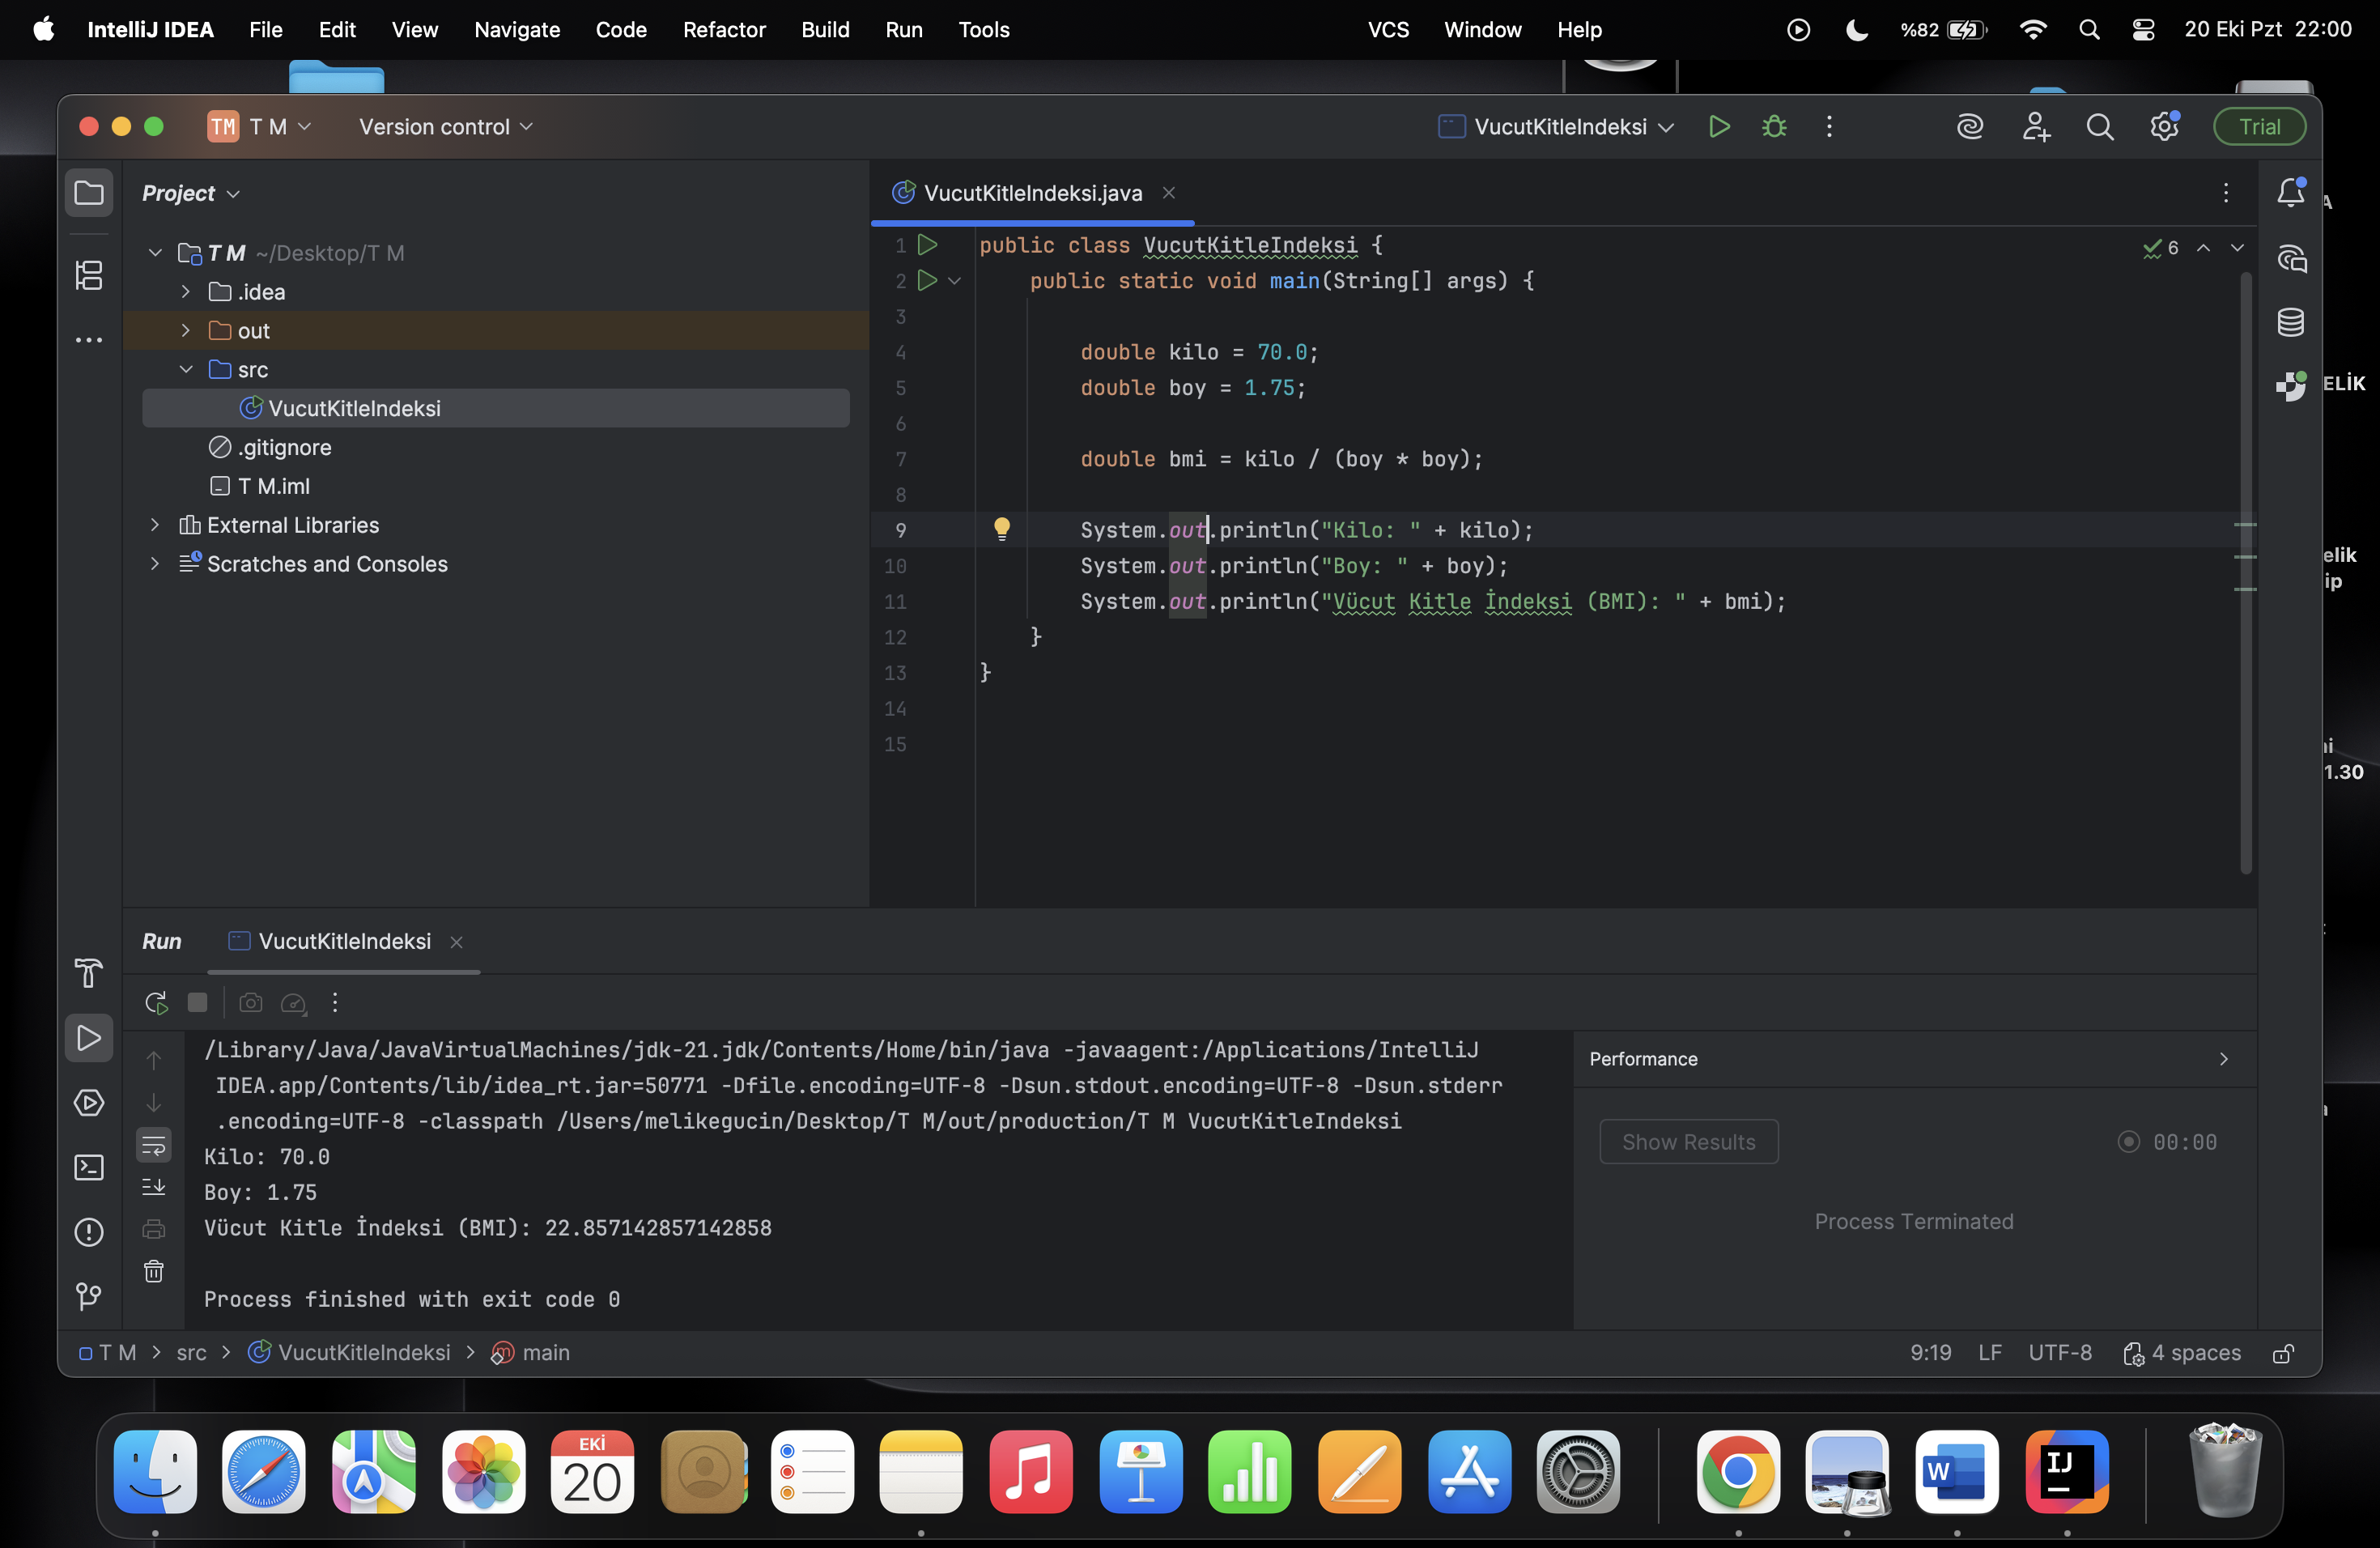 IntelliJ IDEA File Edit View Navigate Code Refactor Build Run Tools VCS Window Help %82 20 Eki Pzt 22:00
TM T M Version control VucutKitleIndeksi Trial
Project
T M ~/Desktop/T M
.idea
out
src
VucutKitleIndeksi
.gitignore
T M.iml
External Libraries
Scratches and Consoles
VucutKitleIndeksi.java
6
1 public class VucutKitleIndeksi {
2 public static void main(String[] args) {
3
4 double kilo = 70.0;
5 double boy = 1.75;
6
7 double bmi = kilo / (boy * boy);
8
9 System.out.println("Kilo: " + kilo);
10 System.out.println("Boy: " + boy);
11 System.out.println("Vücut Kitle İndeksi (BMI): " + bmi);
12 }
13 }
14
15
A
ELİK
elik
ip
1.30
Run VucutKitleIndeksi
/Library/Java/JavaVirtualMachines/jdk-21.jdk/Contents/Home/bin/java -javaagent:/Applications/IntelliJ
IDEA.app/Contents/lib/idea_rt.jar=50771 -Dfile.encoding=UTF-8 -Dsun.stdout.encoding=UTF-8 -Dsun.stderr
.encoding=UTF-8 -classpath /Users/melikegucin/Desktop/T M/out/production/T M VucutKitleIndeksi
Kilo: 70.0
Boy: 1.75
Vücut Kitle İndeksi (BMI): 22.857142857142858
Process finished with exit code 0
Performance
Show Results 00:00
Process Terminated
T M src VucutKitleIndeksi main 9:19 LF UTF-8 4 spaces
EKİ
20
W
IJ